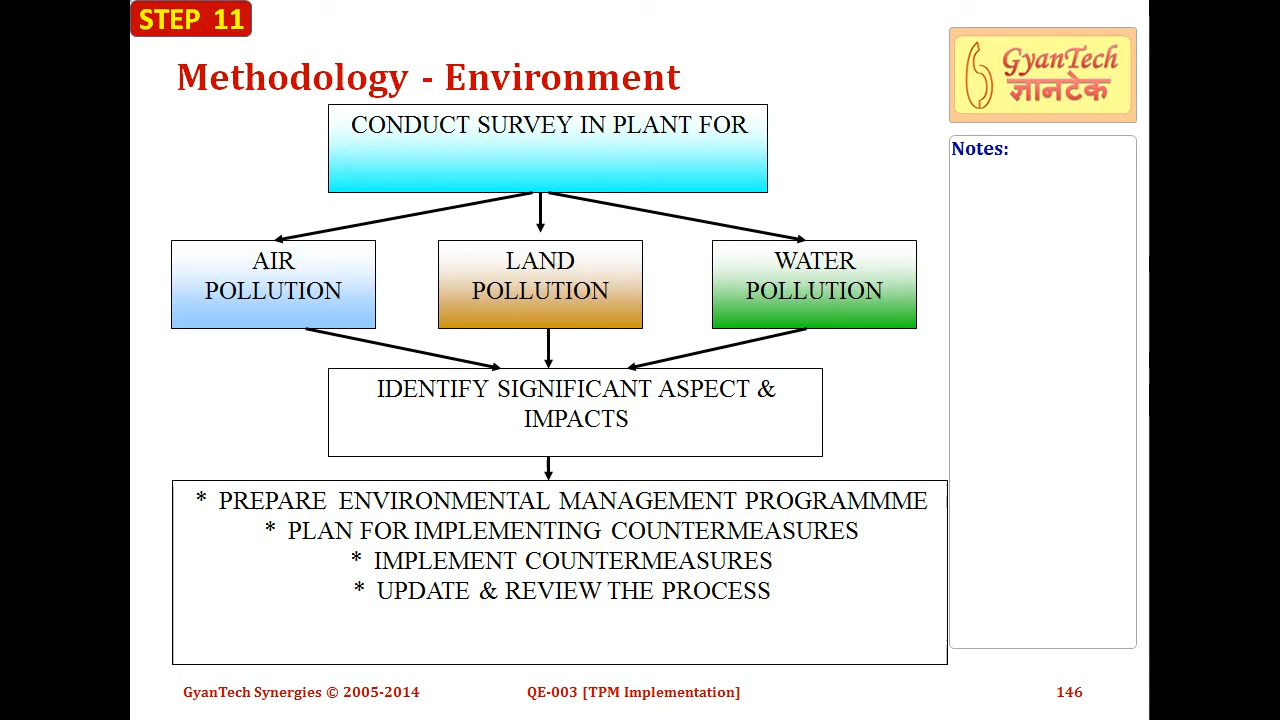 STEP 11
Methodology - Environment
GyanTech
ज्ञानटेक
CONDUCT SURVEY IN PLANT FOR
Notes:
AIR
POLLUTION
LAND
POLLUTION
WATER
POLLUTION
IDENTIFY SIGNIFICANT ASPECT &
IMPACTS
* PREPARE ENVIRONMENTAL MANAGEMENT PROGRAMMME
* PLAN FOR IMPLEMENTING COUNTERMEASURES
* IMPLEMENT COUNTERMEASURES
* UPDATE & REVIEW THE PROCESS
GyanTech Synergies © 2005-2014 QE-003 [TPM Implementation] 146